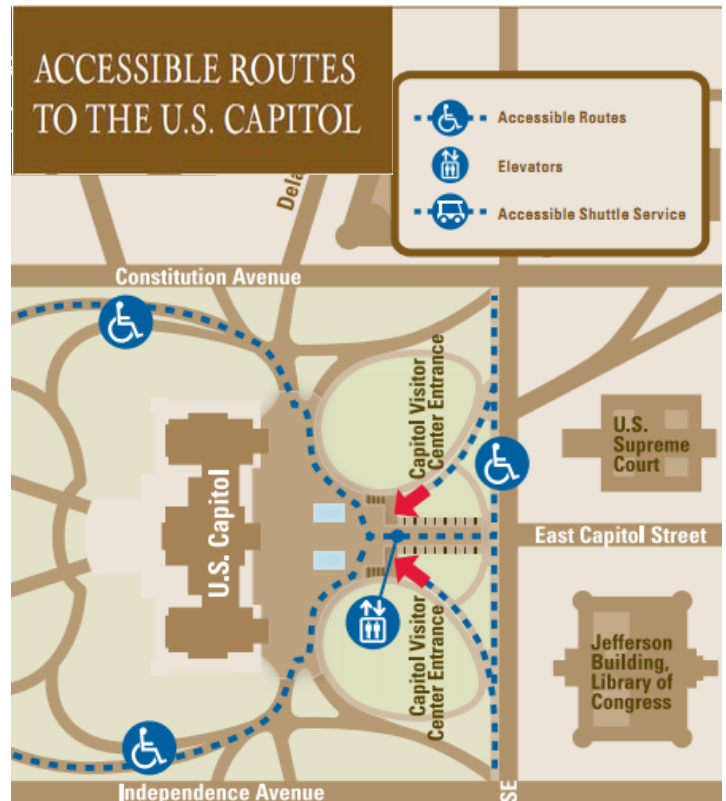 ACCESSIBLE ROUTES
TO THE U.S. CAPITOL
Accessible Routes
Elevators
Accessible Shuttle Service
Constitution Avenue
Capitol Visitor
Center Entrance
U.S.
Supreme
Court
U.S. Capitol
East Capitol Street
Capitol Visitor
Center Entrance
Jefferson
Building,
Library of
Congress
Independence Avenue
SE